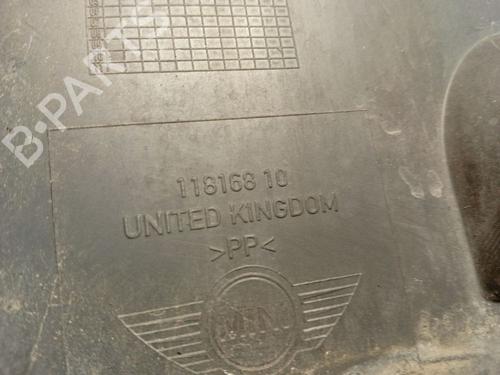 B-PARTS
118168 10
UNITED KINGDOM
>PP<
MINI